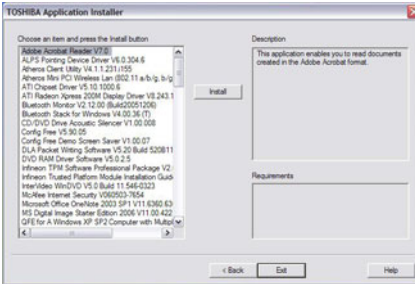 TOSHIBA Application Installer
Choose an item and press the Install button
Adobe Acrobat Reader V7.0
ALPS Pointing Device Driver V6.0.304.6
Atheros Client Utility V4.1.1.231.i155
Atheros Mini PCI Wireless Lan (802.11 a/b/g, b/g
ATI Chipset Driver V5.10.1000.6
ATI Radeon Xpress 200M Display Driver V8.243.1
Bluetooth Monitor V2.12.00 (Build20051206)
Bluetooth Stack for Windows V4.00.36 (T)
CD/DVD Drive Acoustic Silencer V1.00.008
Config Free V5.90.05
Config Free Demo Screen Saver V1.00.07
DLA Packet Writing Software V5.20 Build 520B11
DVD RAM Driver Software V5.0.2.5
Infineon TPM Software Professional Package V2:
Infineon Trusted Platform Module Installation Guide
InterVideo WinDVD V5.0 Build 11.546-0323
McAfee Internet Security V060503-7654
Microsoft Office OneNote 2003 SP1 V11.6360.63
MS Digital Image Starter Edition 2006 V11.00.422
QFE for A Windows XP SP2 Computer with Multipl
Install
Description
This application enables you to read documents
created in the Adobe Acrobat format.
Requirements
< Back
Exit
Help